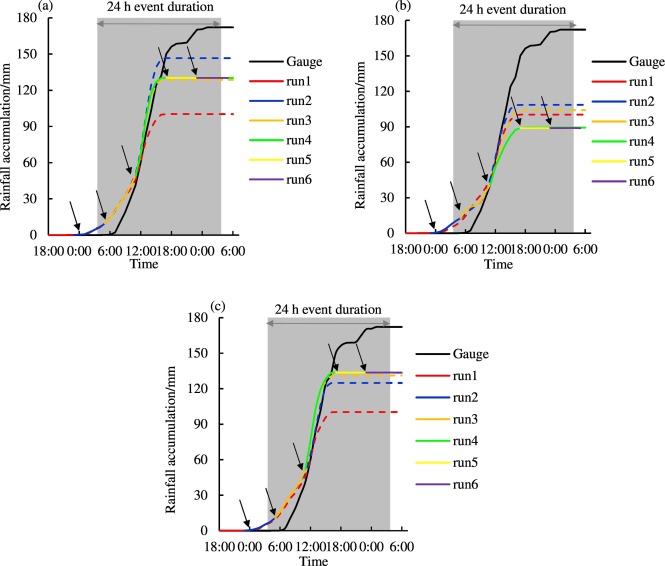 (a)
24 h event duration
Rainfall accumulation/mm
180
150
120
90
60
30
0
18:00 0:00 6:00 12:00 18:00 0:00 6:00
Time
Gauge
run1
run2
run3
run4
run5
run6
(b)
24 h event duration
Rainfall accumulation/mm
180
150
120
90
60
30
0
18:00 0:00 6:00 12:00 18:00 0:00 6:00
Time
Gauge
run1
run2
run3
run4
run5
run6
(c)
24 h event duration
Rainfall accumulation/mm
180
150
120
90
60
30
0
18:00 0:00 6:00 12:00 18:00 0:00 6:00
Time
Gauge
run1
run2
run3
run4
run5
run6